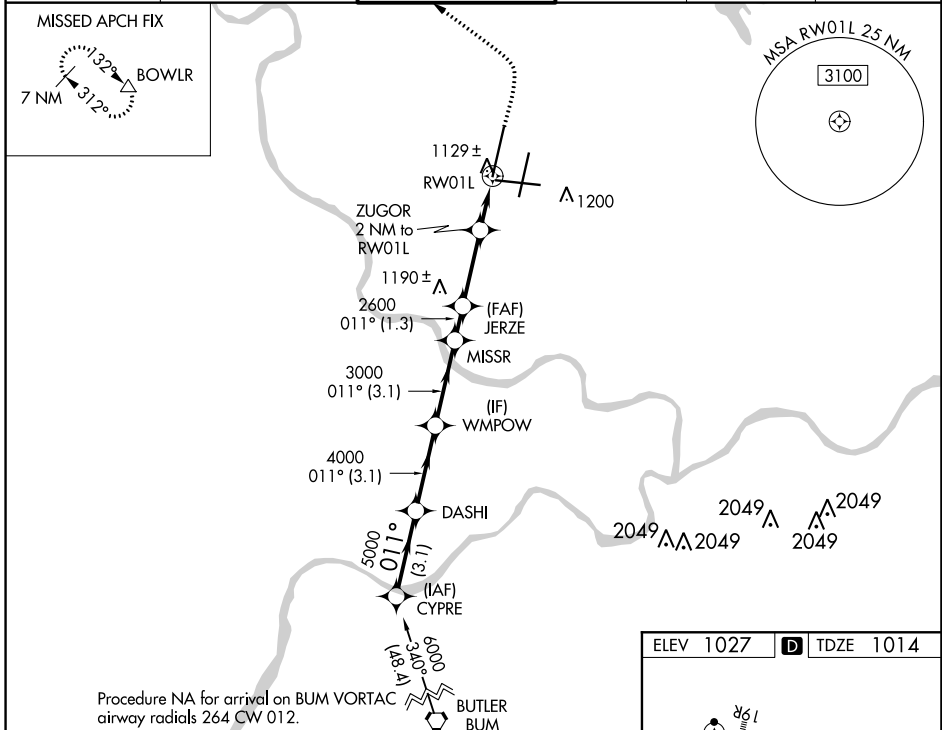 MISSED APCH FIX
132°
BOWLR
7 NM
312°
MSA RW01L 25 NM
3100
1129 ±
RW01L
1200
ZUGOR
2 NM to
RW01L
1190 ±
2600
011° (1.3)
(FAF)
JERZE
MISSR
3000
011° (3.1)
(IF)
WMPOW
4000
011° (3.1)
DASHI
2049
2049
2049
2049
2049
5000
011°
(3.1)
(IAF)
CYPRE
6000
340°
(48.4)
BUTLER
BUM
Procedure NA for arrival on BUM VORTAC
airway radials 264 CW 012.
ELEV 1027 D TDZE 1014
19R